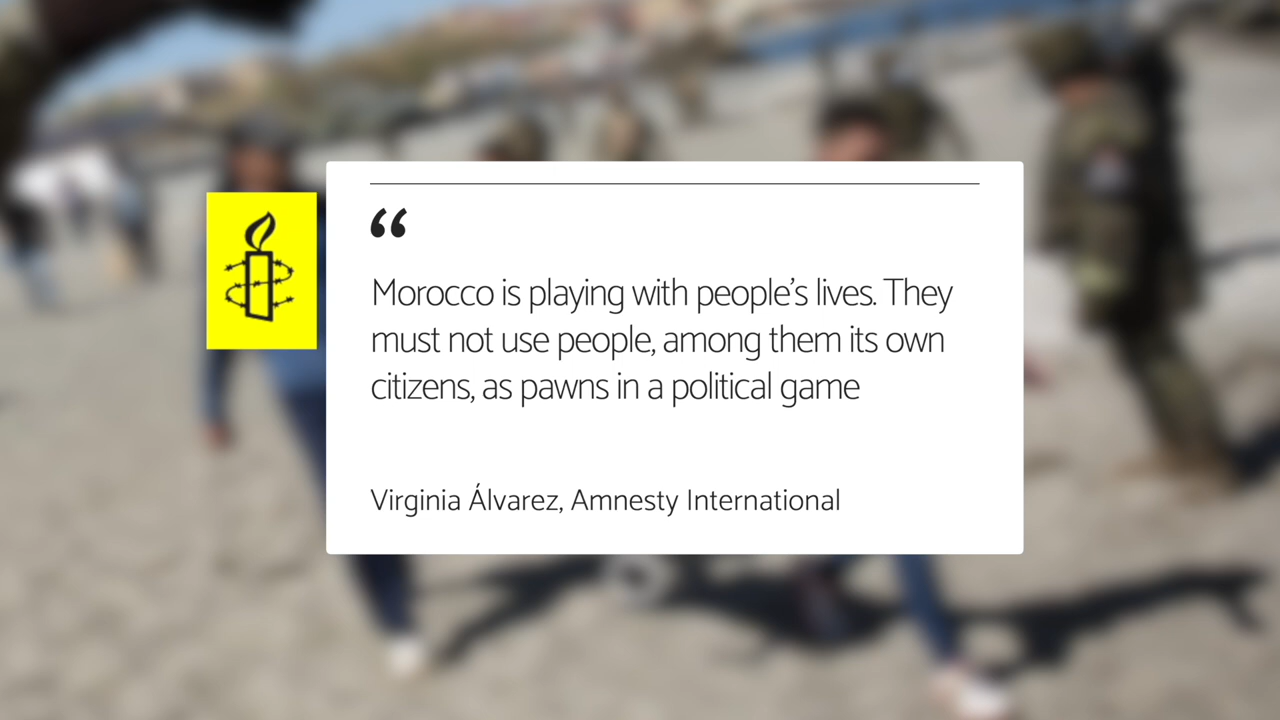 “
Morocco is playing with people’s lives. They
must not use people, among them its own
citizens, as pawns in a political game
Virginia Álvarez, Amnesty International